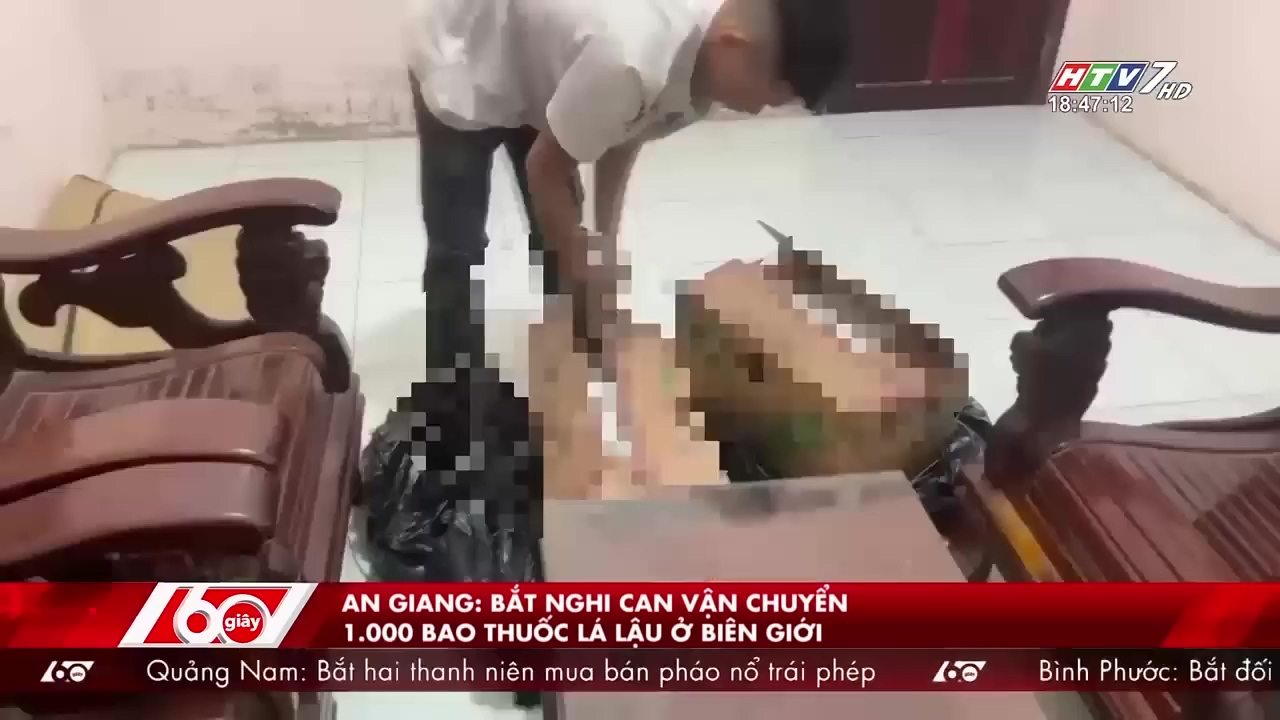 HTV7 HD
18:47:12
60 giây
AN GIANG: BẮT NGHI CAN VẬN CHUYỂN
1.000 BAO THUỐC LÁ LẬU Ở BIÊN GIỚI
60 Quảng Nam: Bắt hai thanh niên mua bán pháo nổ trái phép 60 Bình Phước: Bắt đối